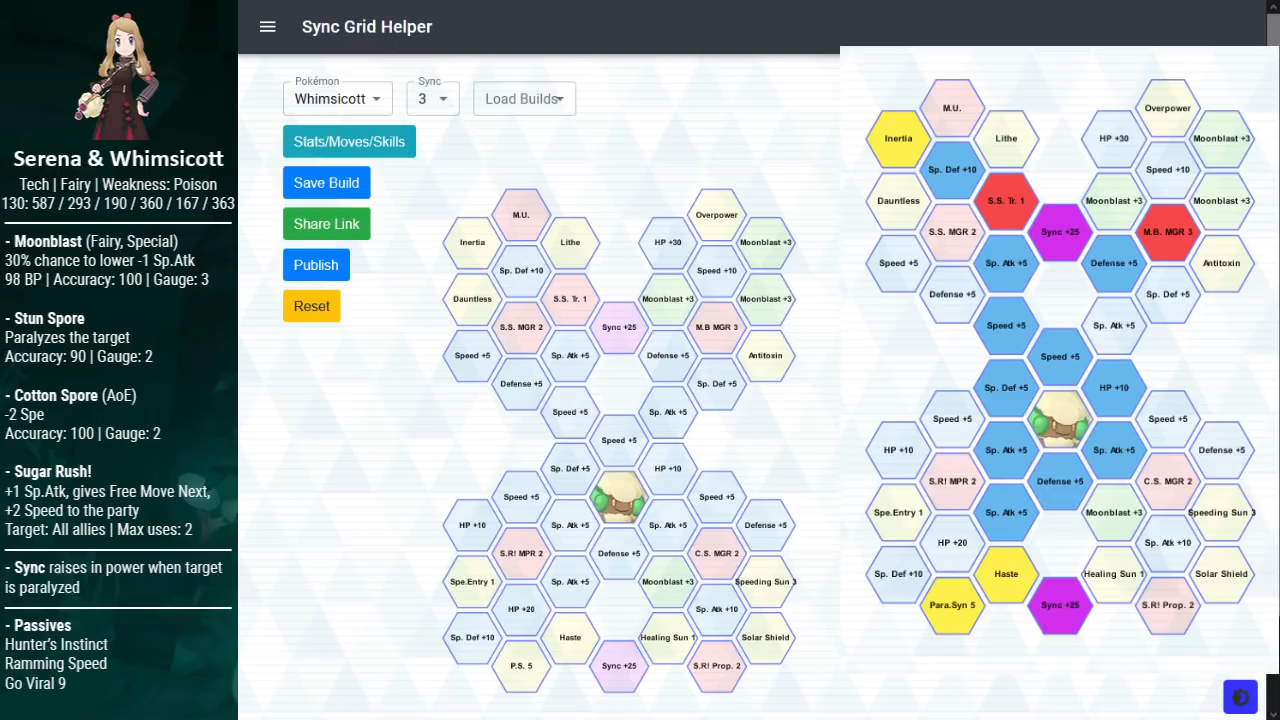 Serena & Whimsicott
Tech | Fairy | Weakness: Poison
130: 587 / 293 / 190 / 360 / 167 / 363
- Moonblast (Fairy, Special)
30% chance to lower -1 Sp.Atk
98 BP | Accuracy: 100 | Gauge: 3
- Stun Spore
Paralyzes the target
Accuracy: 90 | Gauge: 2
- Cotton Spore (AoE)
-2 Spe
Accuracy: 100 | Gauge: 2
- Sugar Rush!
+1 Sp.Atk, gives Free Move Next,
+2 Speed to the party
Target: All allies | Max uses: 2
- Sync raises in power when target
is paralyzed
- Passives
Hunter's Instinct
Ramming Speed
Go Viral 9
Sync Grid Helper
Pokémon
Whimsicott
Sync
3
Load Builds
Stats/Moves/Skills
Save Build
Share Link
Publish
Reset
M.U.
Overpower
Inertia
Lithe
HP +30
Moonblast +3
Sp. Def +10
Speed +10
Dauntless
S.S. Tr. 1
Moonblast +3
Moonblast +3
S.S. MGR 2
Sync +25
M.B MGR 3
Speed +5
Sp. Atk +5
Defense +5
Antitoxin
Defense +5
Sp. Def +5
Speed +5
Sp. Atk +5
Speed +5
Sp. Def +5
HP +10
Speed +5
Speed +5
HP +10
Sp. Atk +5
Sp. Atk +5
Defense +5
S.R! MPR 2
Defense +5
C.S. MGR 2
Spe.Entry 1
Sp. Atk +5
Moonblast +3
Speeding Sun 3
HP +20
Sp. Atk +10
Sp. Def +10
Haste
Healing Sun 1
Solar Shield
P.S. 5
Sync +25
S.R! Prop. 2
M.U.
Overpower
Inertia
Lithe
HP +30
Moonblast +3
Sp. Def +10
Speed +10
Dauntless
S.S. Tr. 1
Moonblast +3
Moonblast +3
S.S. MGR 2
Sync +25
M.B. MGR 3
Speed +5
Sp. Atk +5
Defense +5
Antitoxin
Defense +5
Sp. Def +5
Speed +5
Sp. Atk +5
Speed +5
Sp. Def +5
HP +10
Speed +5
Speed +5
HP +10
Sp. Atk +5
Sp. Atk +5
Defense +5
S.R! MPR 2
Defense +5
C.S. MGR 2
Spe.Entry 1
Sp. Atk +5
Moonblast +3
Speeding Sun 3
HP +20
Sp. Atk +10
Sp. Def +10
Haste
Healing Sun 1
Solar Shield
Para.Syn 5
Sync +25
S.R! Prop. 2